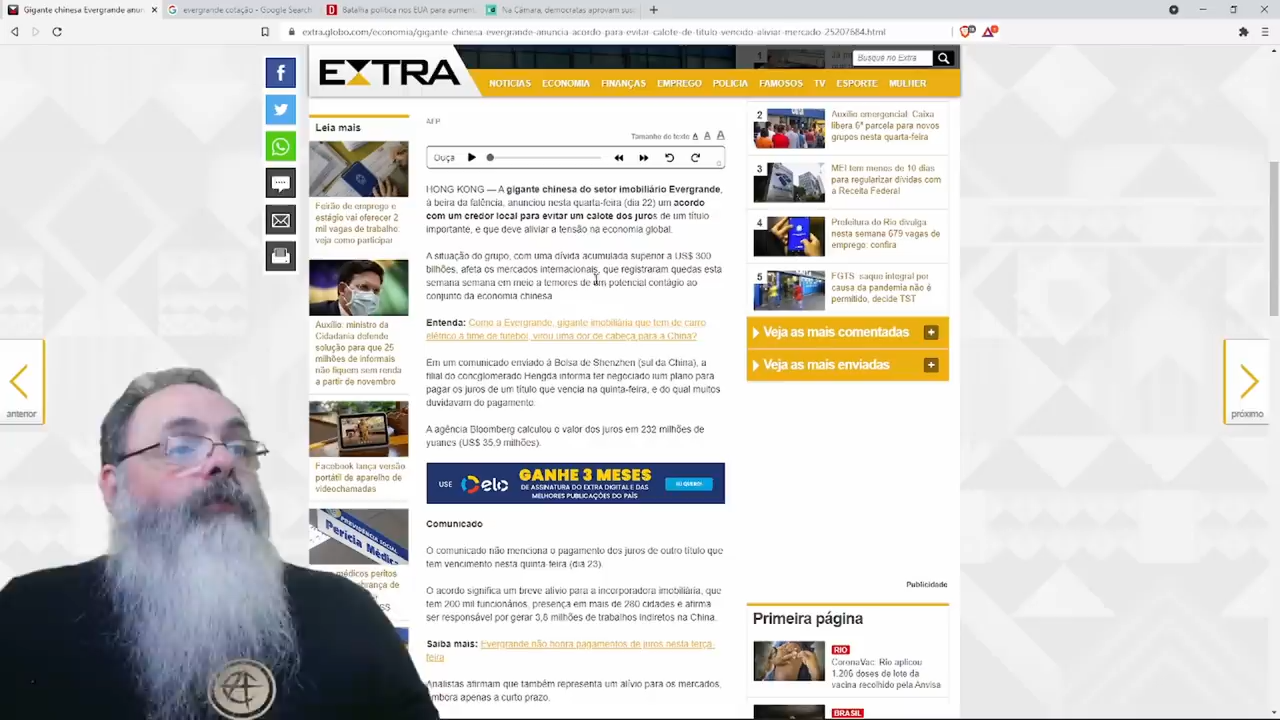 Gigante chinesa Evergrande anu
evergrande cotação - Google Search
Batalha política nos EUA para aumen
Na Câmara, democratas aprovam sus
extra.globo.com/economia/gigante-chinesa-evergrande-anuncia-acordo-para-evitar-calote-de-titulo-vencido-aliviar-mercado-25207684.html
EXTRA
Busque no Extra
NOTÍCIAS ECONOMIA FINANÇAS EMPREGO POLÍCIA FAMOSOS TV ESPORTE MULHER
Leia mais
Feirão de emprego e
estágio vai oferecer 2
mil vagas de trabalho:
veja como participar
Auxílio: ministro da
Cidadania defende
solução para que 25
milhões de informais
não fiquem sem renda
a partir de novembro
Facebook lança versão
portátil de aparelho de
videochamadas
PREVIDÊNCIA SOCIAL
Perícia Médic
médicos peritos
brança de
anterior
AFP
Tamanho do texto A A A
Ouça
HONG KONG — A gigante chinesa do setor imobiliário Evergrande,
à beira da falência, anunciou nesta quarta-feira (dia 22) um acordo
com um credor local para evitar um calote dos juros de um título
importante, e que deve aliviar a tensão na economia global.
A situação do grupo, com uma dívida acumulada superior a US$ 300
bilhões, afeta os mercados internacionais, que registraram quedas esta
semana semana em meio a temores de um potencial contágio ao
conjunto da economia chinesa
Entenda: Como a Evergrande, gigante imobiliária que tem de carro
elétrico a time de futebol, virou uma dor de cabeça para a China?
Em um comunicado enviado à Bolsa de Shenzhen (sul da China), a
filial do conglomerado Hengda informa ter negociado um plano para
pagar os juros de um título que vencia na quinta-feira, e do qual muitos
duvidavam do pagamento.
A agência Bloomberg calculou o valor dos juros em 232 milhões de
yuanes (US$ 35,9 milhões).
USE elo
GANHE 3 MESES
DE ASSINATURA DO EXTRA DIGITAL E DAS
MELHORES PUBLICAÇÕES DO PAÍS
EU QUERO!
Comunicado
O comunicado não menciona o pagamento dos juros de outro título que
tem vencimento nesta quinta-feira (dia 23).
O acordo significa um breve alívio para a incorporadora imobiliária, que
tem 200 mil funcionários, presença em mais de 280 cidades e afirma
ser responsável por gerar 3,8 milhões de trabalhos indiretos na China.
Saiba mais: Evergrande não honra pagamentos de juros nesta terça-
feira
Analistas afirmam que também representa um alívio para os mercados,
embora apenas a curto prazo.
1
2
Auxílio emergencial: Caixa
libera 6ª parcela para novos
grupos nesta quarta-feira
3
MEI tem menos de 10 dias
para regularizar dívidas com
a Receita Federal
4
Prefeitura do Rio divulga
nesta semana 679 vagas de
emprego: confira
5
FGTS: saque integral por
causa da pandemia não é
permitido, decide TST
Veja as mais comentadas +
Veja as mais enviadas +
próximo
Publicidade
Primeira página
RIO
CoronaVac: Rio aplicou
1.206 doses de lote da
vacina recolhido pela Anvisa
BRASIL